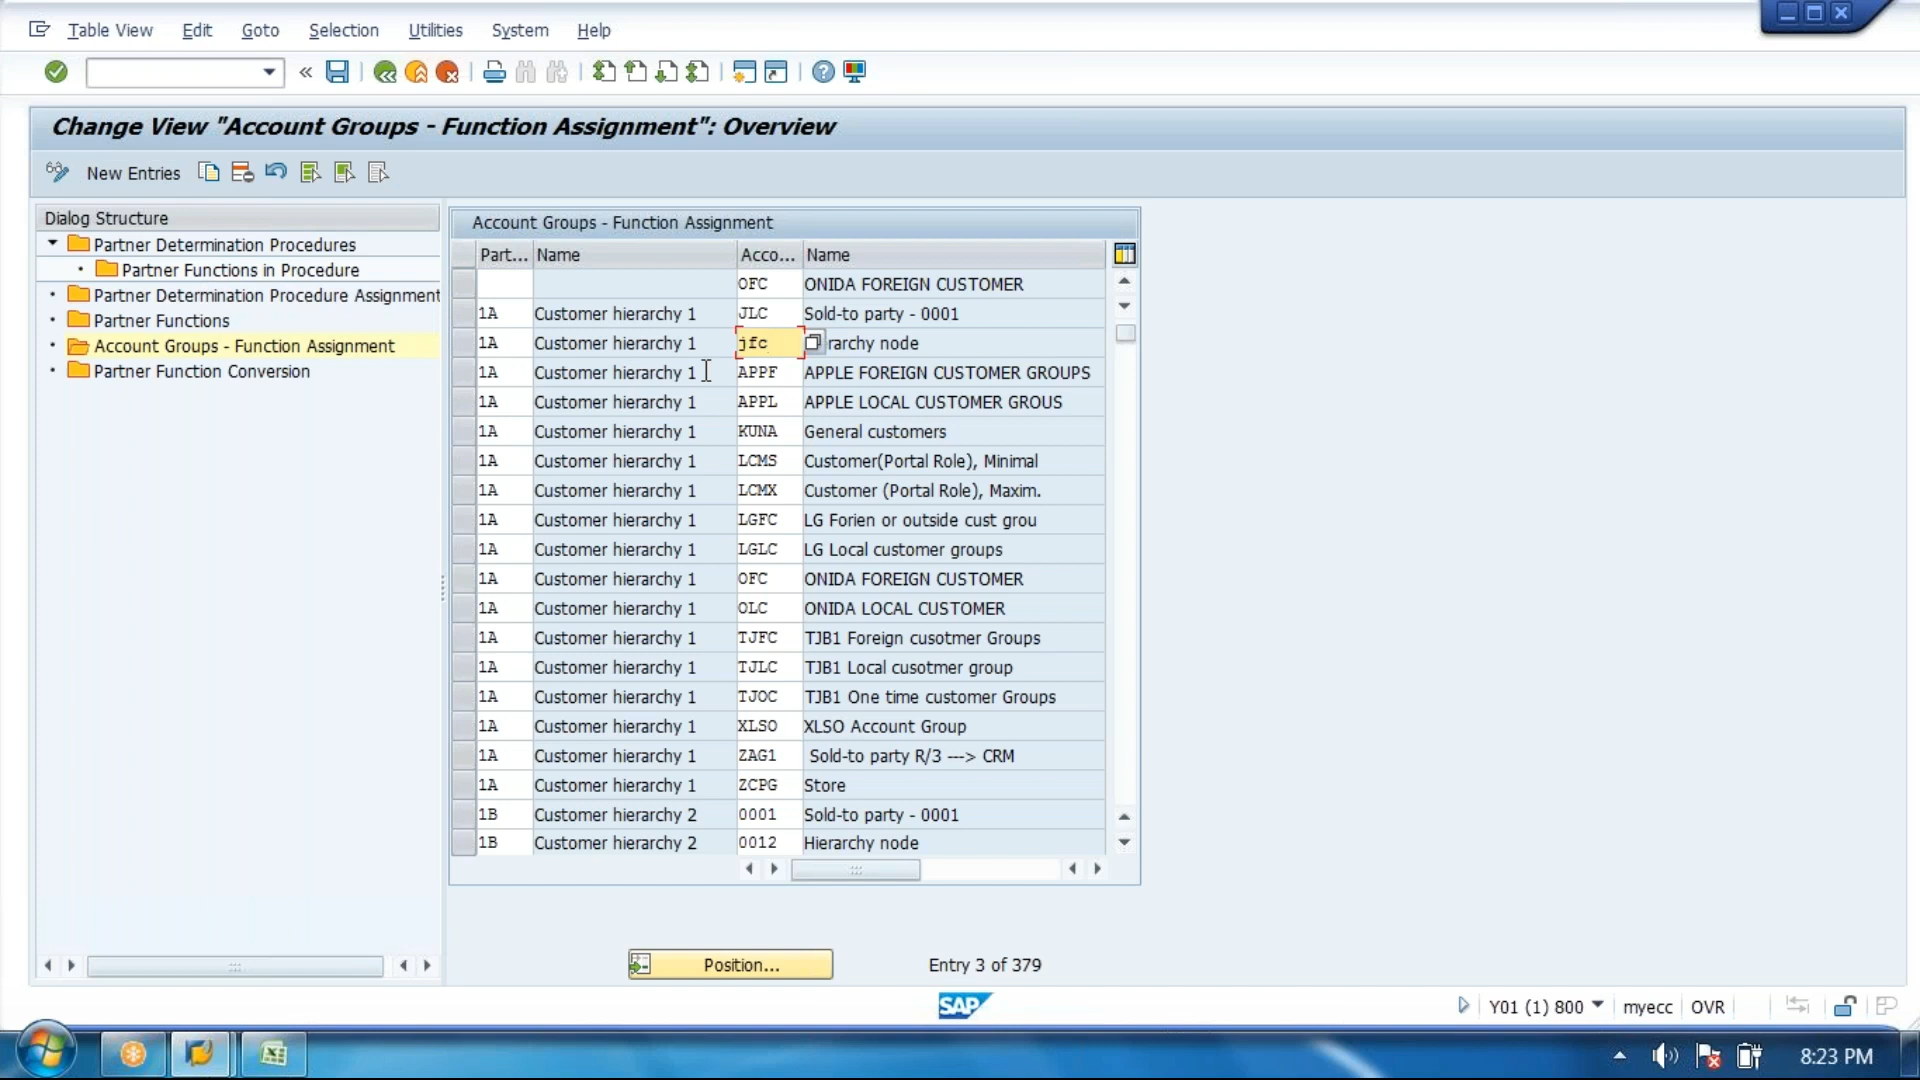 Table View Edit Goto Selection Utilities System Help
Change View "Account Groups - Function Assignment": Overview
New Entries
Dialog Structure
Partner Determination Procedures
Partner Functions in Procedure
Partner Determination Procedure Assignment
Partner Functions
Account Groups - Function Assignment
Partner Function Conversion
Account Groups - Function Assignment
Part... Name Acco... Name
OFC ONIDA FOREIGN CUSTOMER
1A Customer hierarchy 1 JLC Sold-to party - 0001
1A Customer hierarchy 1 jfc rarchy node
1A Customer hierarchy 1 APPF APPLE FOREIGN CUSTOMER GROUPS
1A Customer hierarchy 1 APPL APPLE LOCAL CUSTOMER GROUS
1A Customer hierarchy 1 KUNA General customers
1A Customer hierarchy 1 LCMS Customer(Portal Role), Minimal
1A Customer hierarchy 1 LCMX Customer (Portal Role), Maxim.
1A Customer hierarchy 1 LGFC LG Forien or outside cust grou
1A Customer hierarchy 1 LGLC LG Local customer groups
1A Customer hierarchy 1 OFC ONIDA FOREIGN CUSTOMER
1A Customer hierarchy 1 OLC ONIDA LOCAL CUSTOMER
1A Customer hierarchy 1 TJFC TJB1 Foreign cusotmer Groups
1A Customer hierarchy 1 TJLC TJB1 Local cusotmer group
1A Customer hierarchy 1 TJOC TJB1 One time customer Groups
1A Customer hierarchy 1 XLSO XLSO Account Group
1A Customer hierarchy 1 ZAG1 Sold-to party R/3 ---> CRM
1A Customer hierarchy 1 ZCPG Store
1B Customer hierarchy 2 0001 Sold-to party - 0001
1B Customer hierarchy 2 0012 Hierarchy node
Position... Entry 3 of 379
SAP
Y01 (1) 800 myecc OVR
8:23 PM